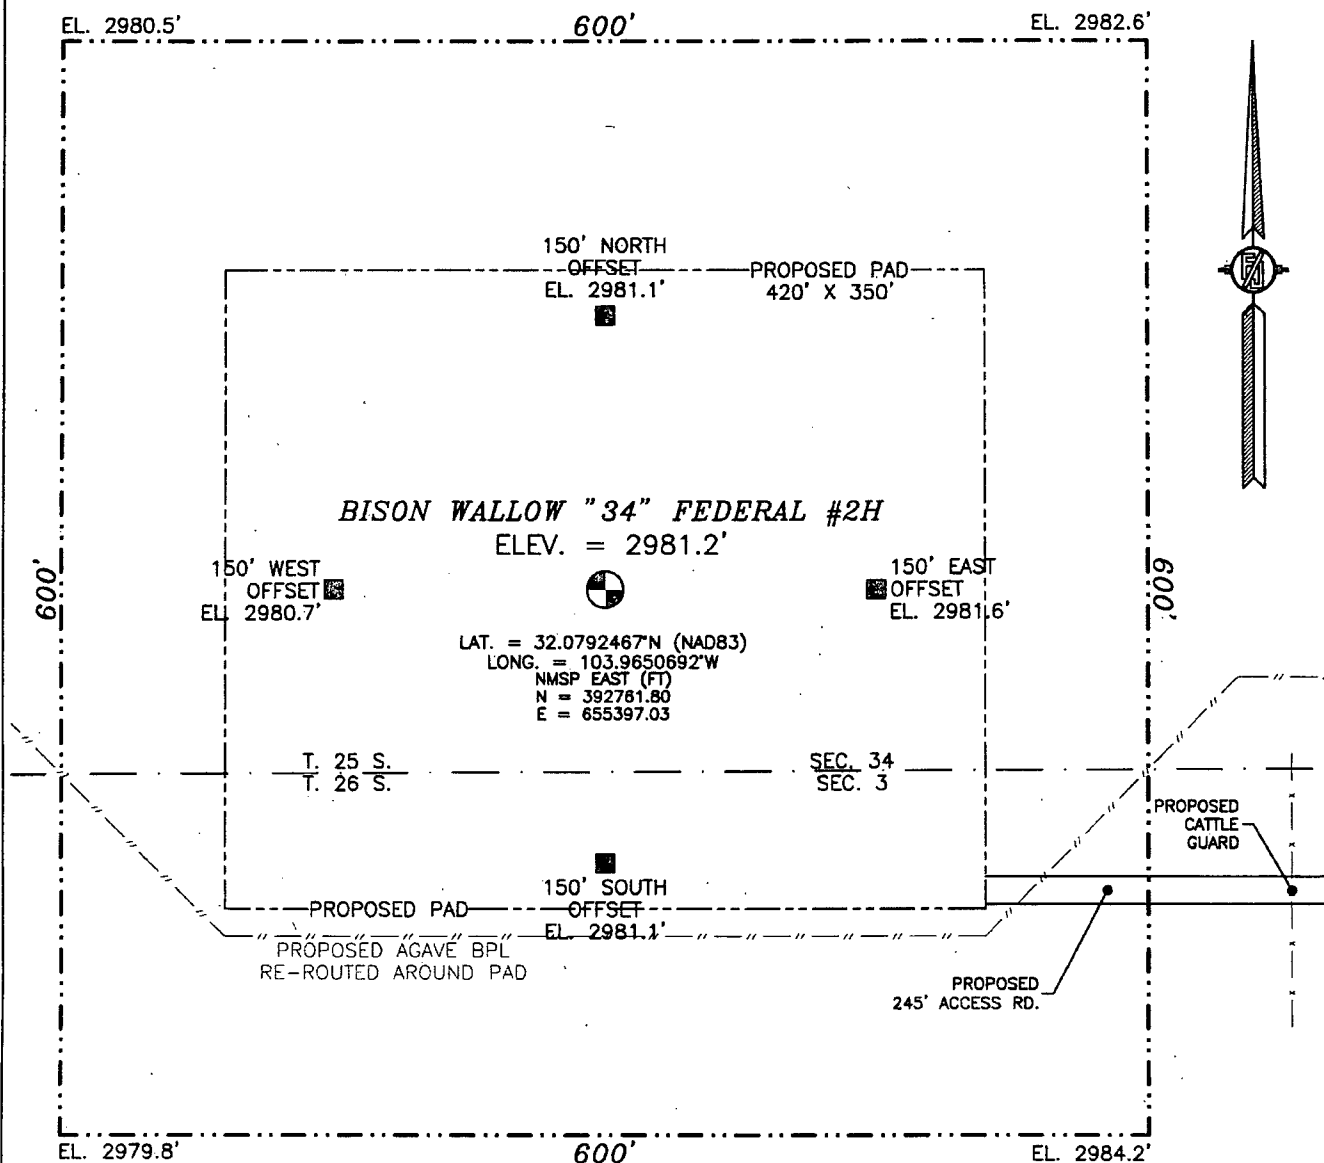 EL. 2980.5'
600'
EL. 2982.6'
150' NORTH
OFFSET
EL. 2981.1'
PROPOSED PAD
420' X 350'
BISON WALLOW "34" FEDERAL #2H
ELEV. = 2981.2'
600'
150' WEST
OFFSET
EL. 2980.7'
150' EAST
OFFSET
EL. 2981.6'
600'
LAT. = 32.0792467°N (NAD83)
LONG. = 103.9650692°W
NMSP EAST (FT)
N = 392761.80
E = 655397.03
T. 25 S.
T. 26 S.
SEC. 34
SEC. 3
PROPOSED
CATTLE
GUARD
150' SOUTH
OFFSET
EL. 2981.1'
PROPOSED PAD
PROPOSED AGAVE BPL
RE-ROUTED AROUND PAD
PROPOSED
245' ACCESS RD.
EL. 2979.8'
600'
EL. 2984.2'